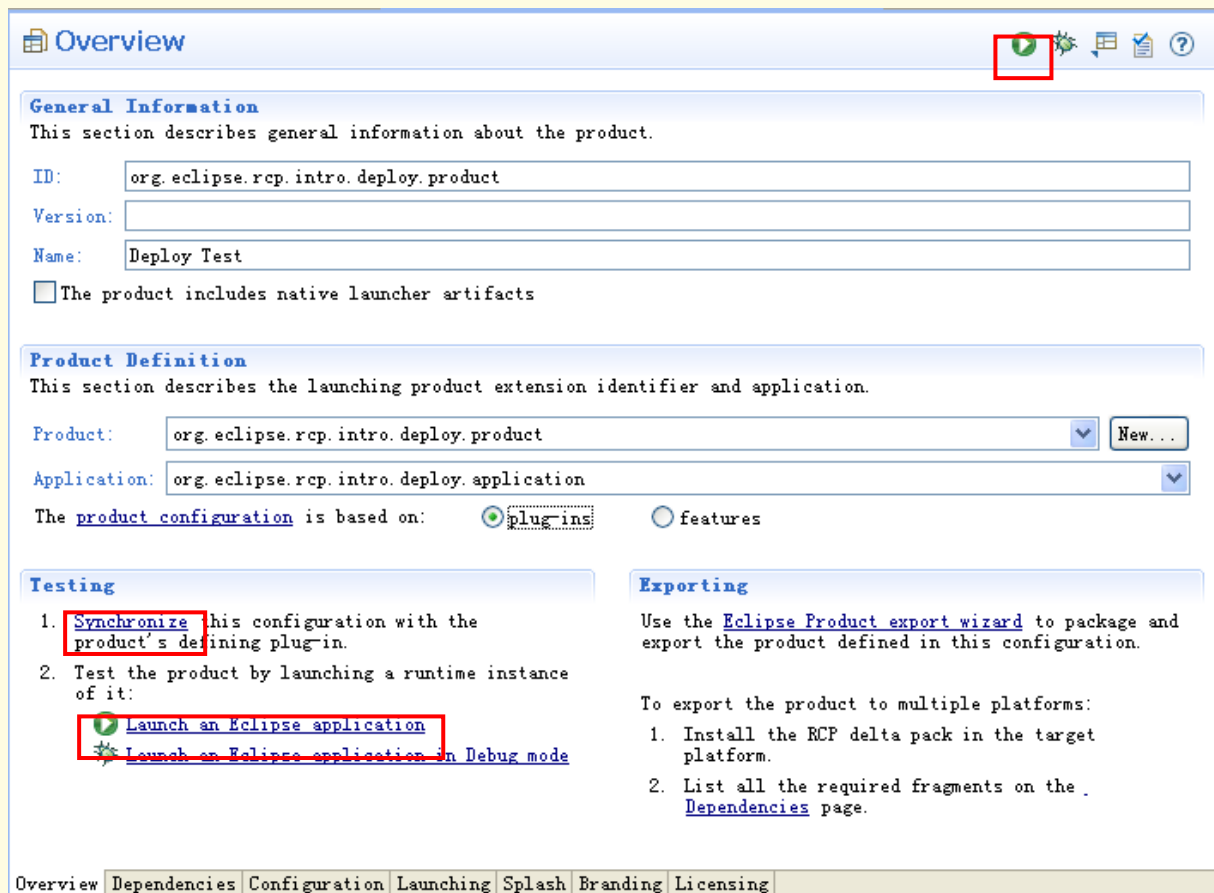 Overview
General Information
This section describes general information about the product.
ID: org.eclipse.rcp.intro.deploy.product
Version:
Name: Deploy Test
The product includes native launcher artifacts
Product Definition
This section describes the launching product extension identifier and application.
Product: org.eclipse.rcp.intro.deploy.product New...
Application: org.eclipse.rcp.intro.deploy.application
The product configuration is based on: plug-ins features
Testing
1. Synchronize this configuration with the
product's defining plug-in.
2. Test the product by launching a runtime instance
of it:
Launch an Eclipse application
Launch an Eclipse application in Debug mode
Exporting
Use the Eclipse Product export wizard to package and
export the product defined in this configuration.
To export the product to multiple platforms:
1. Install the RCP delta pack in the target
platform.
2. List all the required fragments on the
Dependencies page.
Overview Dependencies Configuration Launching Splash Branding Licensing